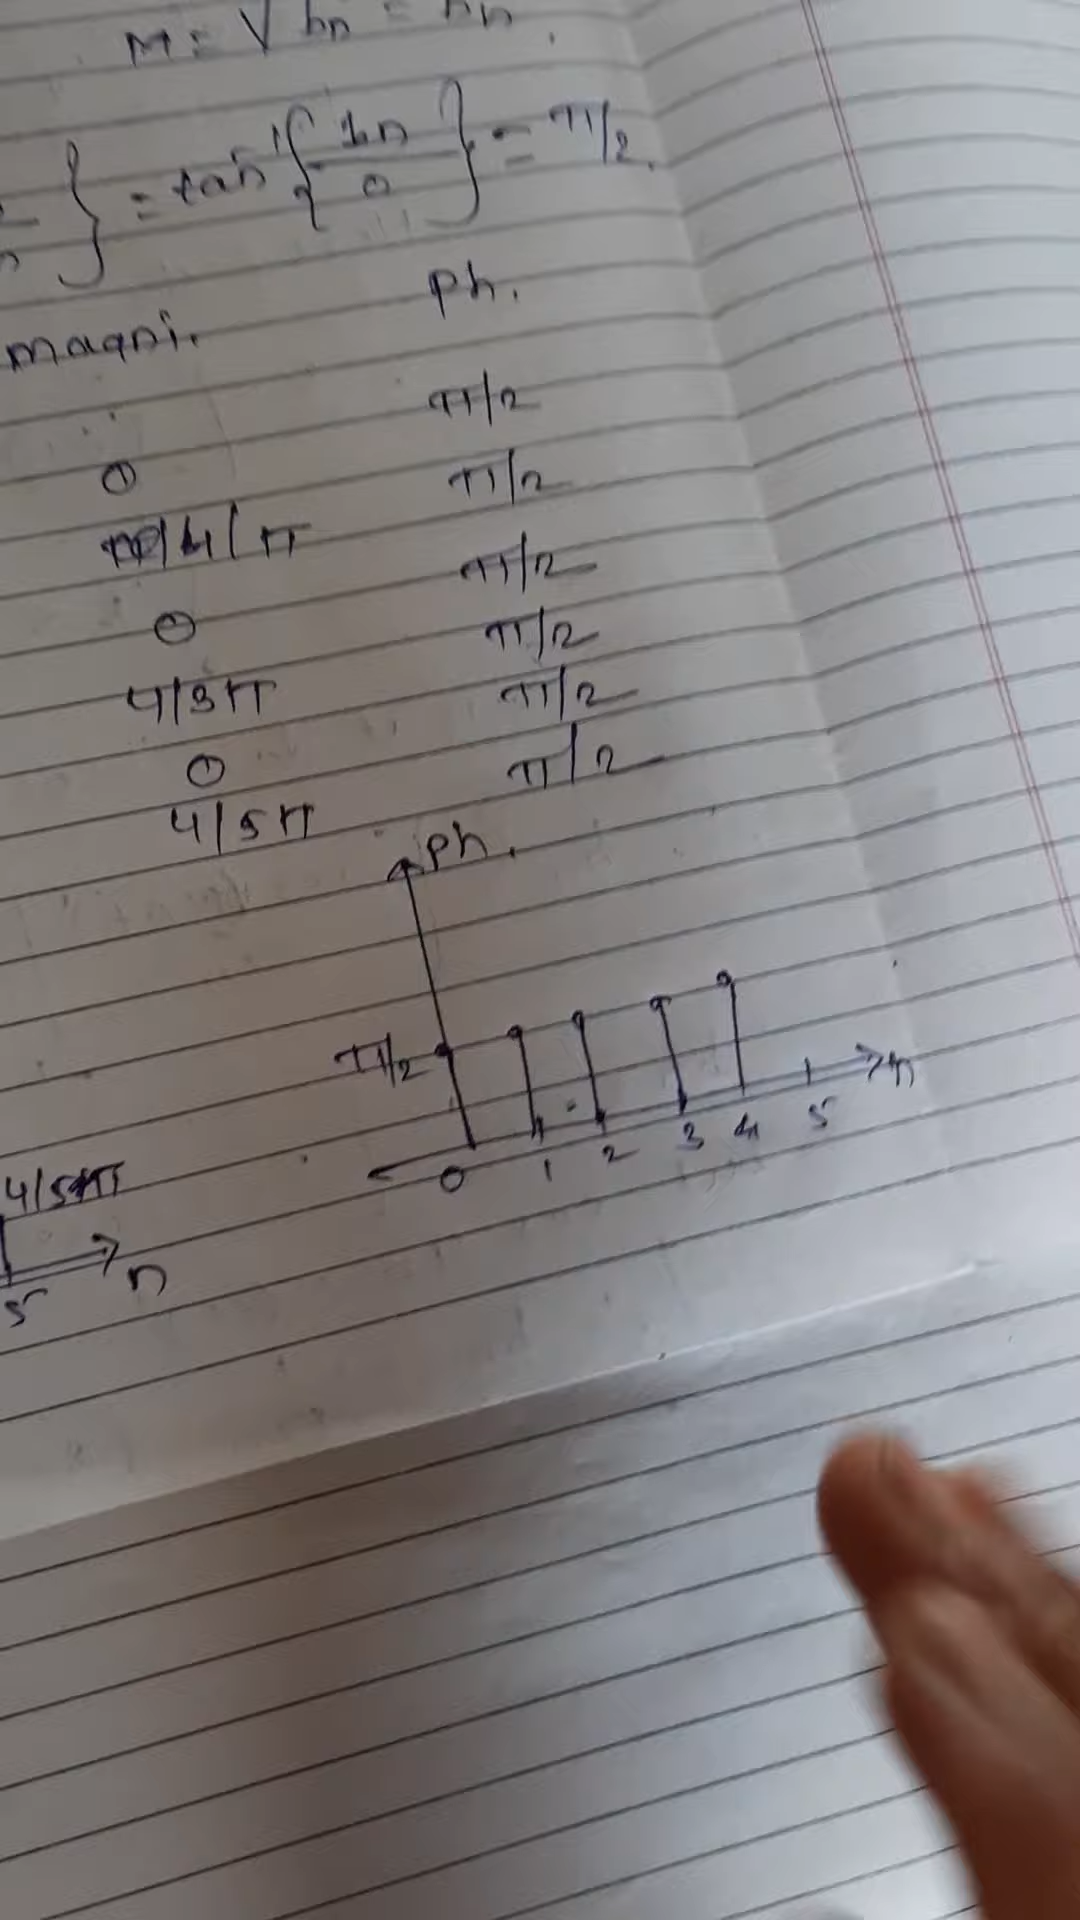 M = √bn = bn.
} = tan⁻¹ { bn / 0 } = π/2.
magni. ph.
0 π/2
4/π π/2
0 π/2
4/3π π/2
0 π/2
4/5π π/2
ph.
π/2
n
0 1 2 3 4 5
4/5π
n
5